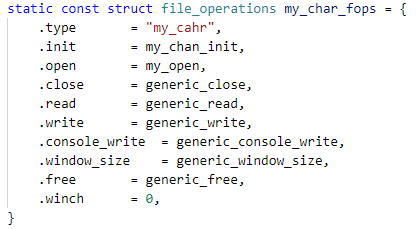 static const struct file_operations my_char_fops = {
    .type       = "my_cahr",
    .init       = my_chan_init,
    .open       = my_open,
    .close      = generic_close,
    .read       = generic_read,
    .write      = generic_write,
    .console_write  = generic_console_write,
    .window_size    = generic_window_size,
    .free       = generic_free,
    .winch      = 0,
}